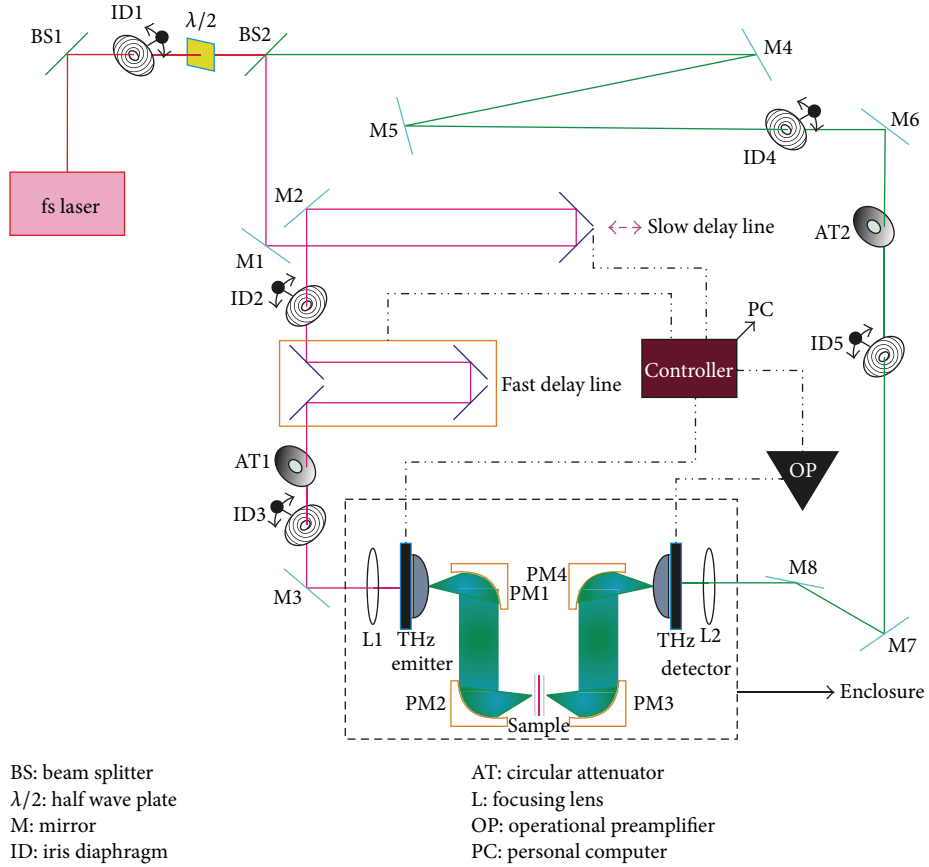 ID1
λ/2
BS1
BS2
M4
M5
ID4
M6
fs laser
M2
Slow delay line
M1
AT2
ID2
PC
ID5
Controller
Fast delay line
AT1
OP
ID3
M8
PM4
PM1
M3
L1
THz
emitter
THz
detector
L2
M7
PM2
PM3
Sample
Enclosure
BS: beam splitter
λ/2: half wave plate
M: mirror
ID: iris diaphragm
AT: circular attenuator
L: focusing lens
OP: operational preamplifier
PC: personal computer